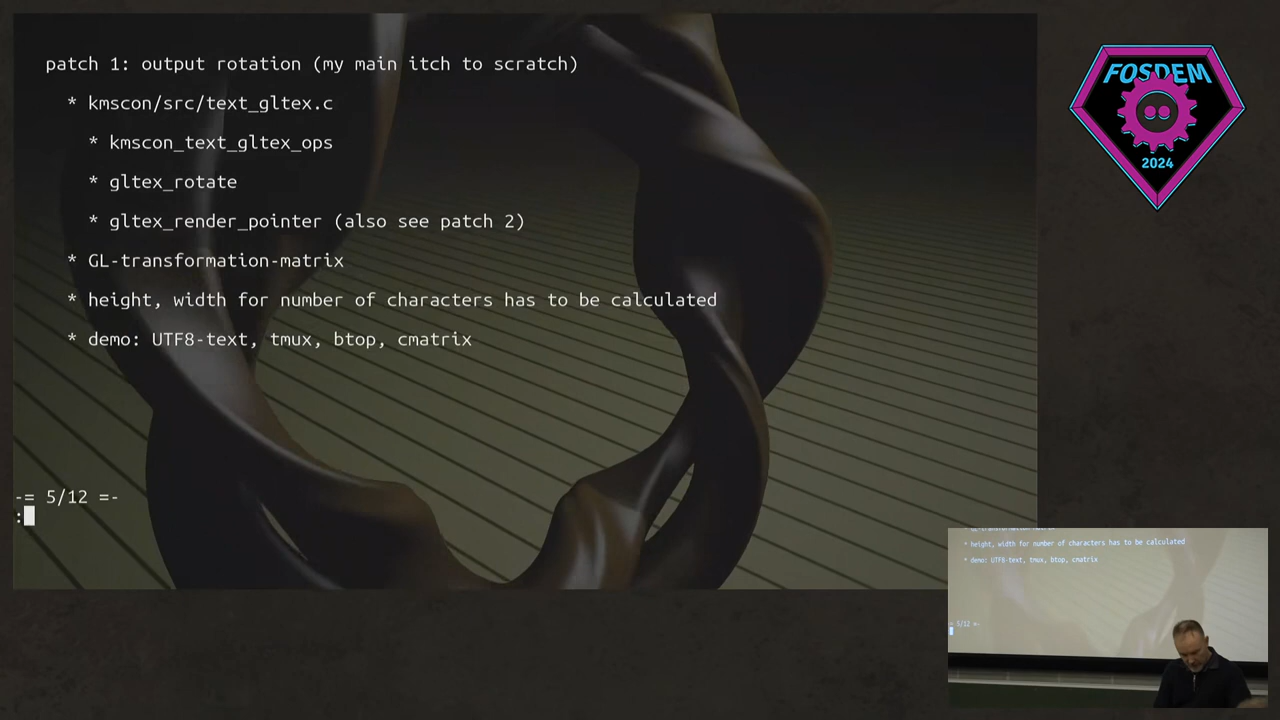 patch 1: output rotation (my main itch to scratch)
* kmscon/src/text_gltex.c
* kmscon_text_gltex_ops
* gltex_rotate
* gltex_render_pointer (also see patch 2)
* GL-transformation-matrix
* height, width for number of characters has to be calculated
* demo: UTF8-text, tmux, btop, cmatrix
-= 5/12 =-
:
FOSDEM
2024
* height, width for number of characters has to be calculated
* demo: UTF8-text, tmux, btop, cmatrix
= 5/12 =-